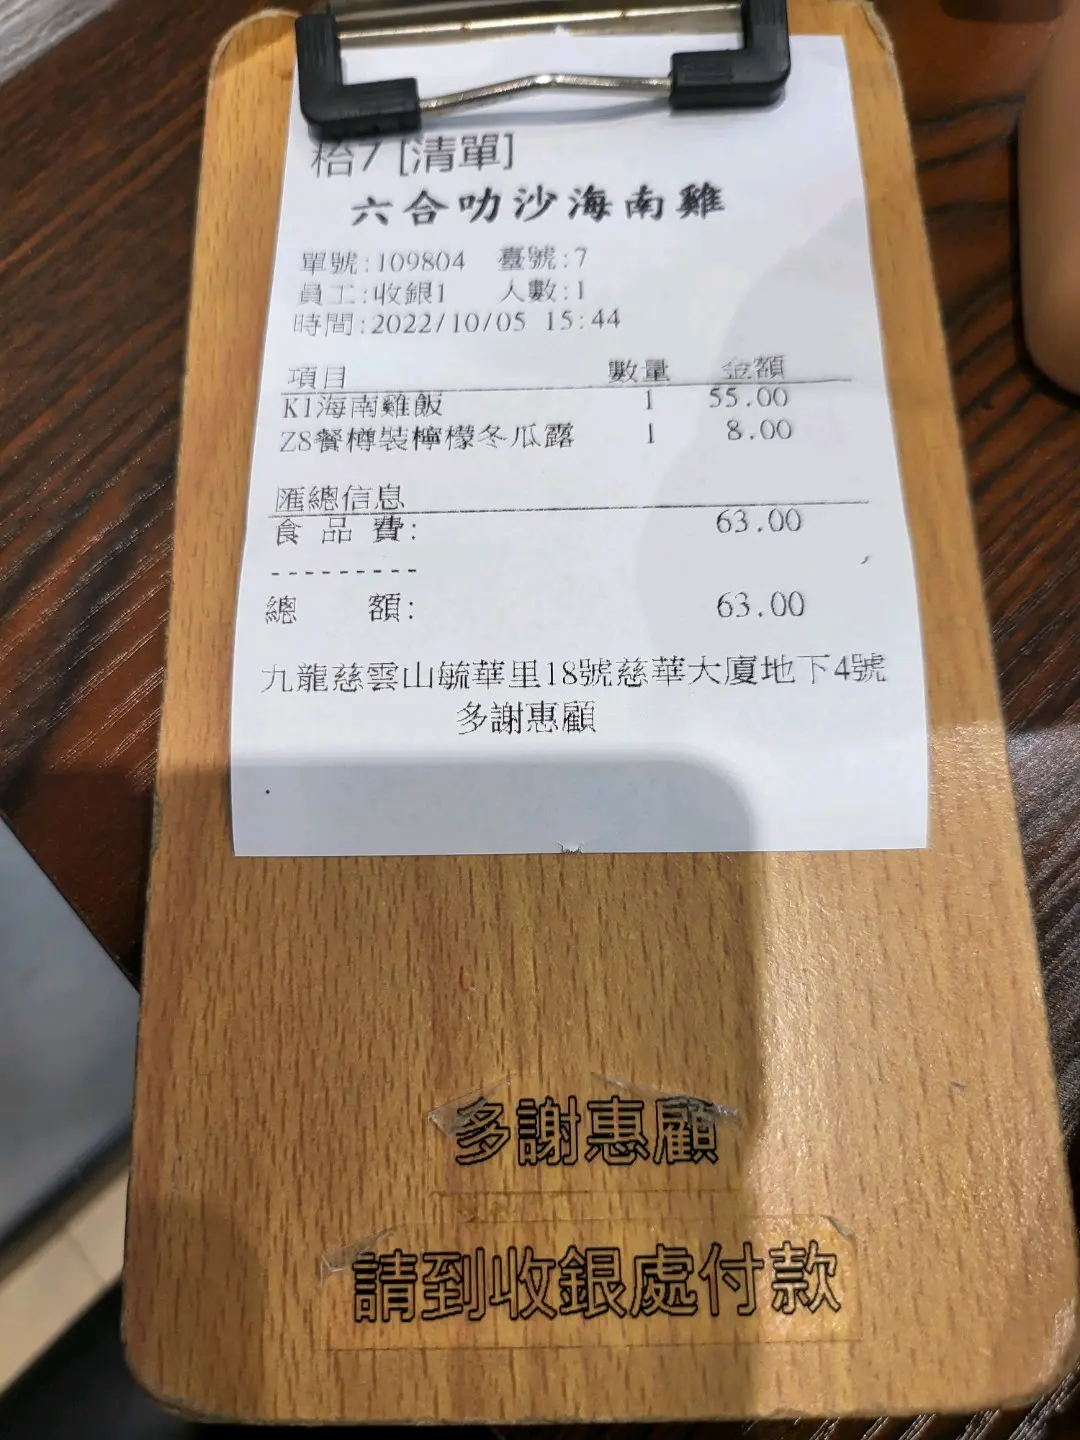 枱7 [清單]
六合叻沙海南雞
單號:109804 臺號:7
員工:收銀1 人數:1
時間:2022/10/05 15:44
項目 數量 金額
K1海南雞飯 1 55.00
Z8餐樽裝檸檬冬瓜露 1 8.00
匯總信息
食 品 費: 63.00
---------
總 額: 63.00
九龍慈雲山毓華里18號慈華大廈地下4號
多謝惠顧
多謝惠顧
請到收銀處付款